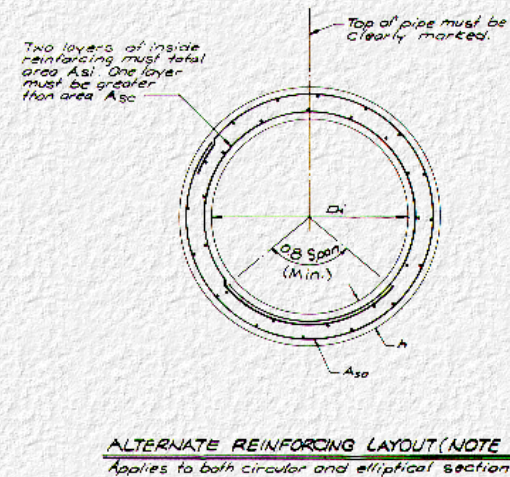 Top of pipe must be
clearly marked.
Two layers of inside
reinforcing must total
area Asi. One layer
must be greater
than area Asc
Di
0.8 Span
(Min.)
h
Aso
ALTERNATE REINFORCING LAYOUT (NOTE
Applies to both circular and elliptical section